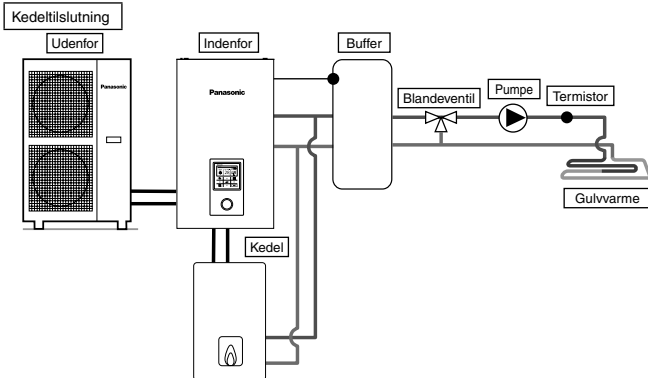 Kedeltilslutning
Udenfor
Indenfor
Buffer
Panasonic
Panasonic
Blandeventil
Pumpe
Termistor
Gulvvarme
Kedel